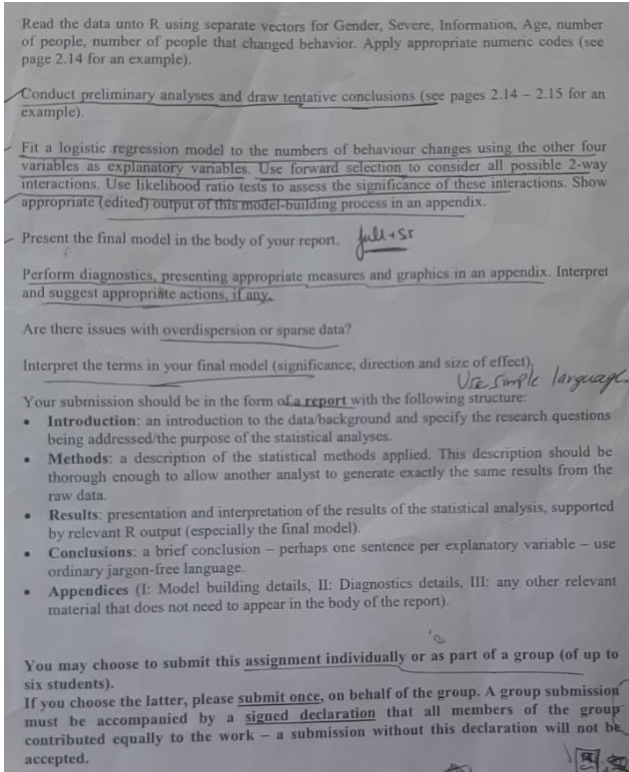 Read the data unto R using separate vectors for Gender, Severe, Information, Age, number
of people, number of people that changed behavior. Apply appropriate numeric codes (see
page 2.14 for an example).
Conduct preliminary analyses and draw tentative conclusions (see pages 2.14 – 2.15 for an
example).
Fit a logistic regression model to the numbers of behaviour changes using the other four
variables as explanatory variables. Use forward selection to consider all possible 2-way
interactions. Use likelihood ratio tests to assess the significance of these interactions. Show
appropriate (edited) output of this model-building process in an appendix.
Present the final model in the body of your report. full +
Perform diagnostics, presenting appropriate measures and graphics in an appendix. Interpret
and suggest appropriate actions, if any.
Are there issues with overdispersion or sparse data?
Interpret the terms in your final model (significance, direction and size of effect).
Use simple language.
Your submission should be in the form of a report with the following structure:
• Introduction: an introduction to the data/background and specify the research questions
being addressed/the purpose of the statistical analyses.
• Methods: a description of the statistical methods applied. This description should be
thorough enough to allow another analyst to generate exactly the same results from the
raw data.
• Results: presentation and interpretation of the results of the statistical analysis, supported
by relevant R output (especially the final model).
• Conclusions: a brief conclusion – perhaps one sentence per explanatory variable – use
ordinary jargon-free language.
• Appendices (I: Model building details, II: Diagnostics details, III: any other relevant
material that does not need to appear in the body of the report).
You may choose to submit this assignment individually or as part of a group (of up to
six students).
If you choose the latter, please submit once, on behalf of the group. A group submission
must be accompanied by a signed declaration that all members of the group
contributed equally to the work – a submission without this declaration will not be
accepted.